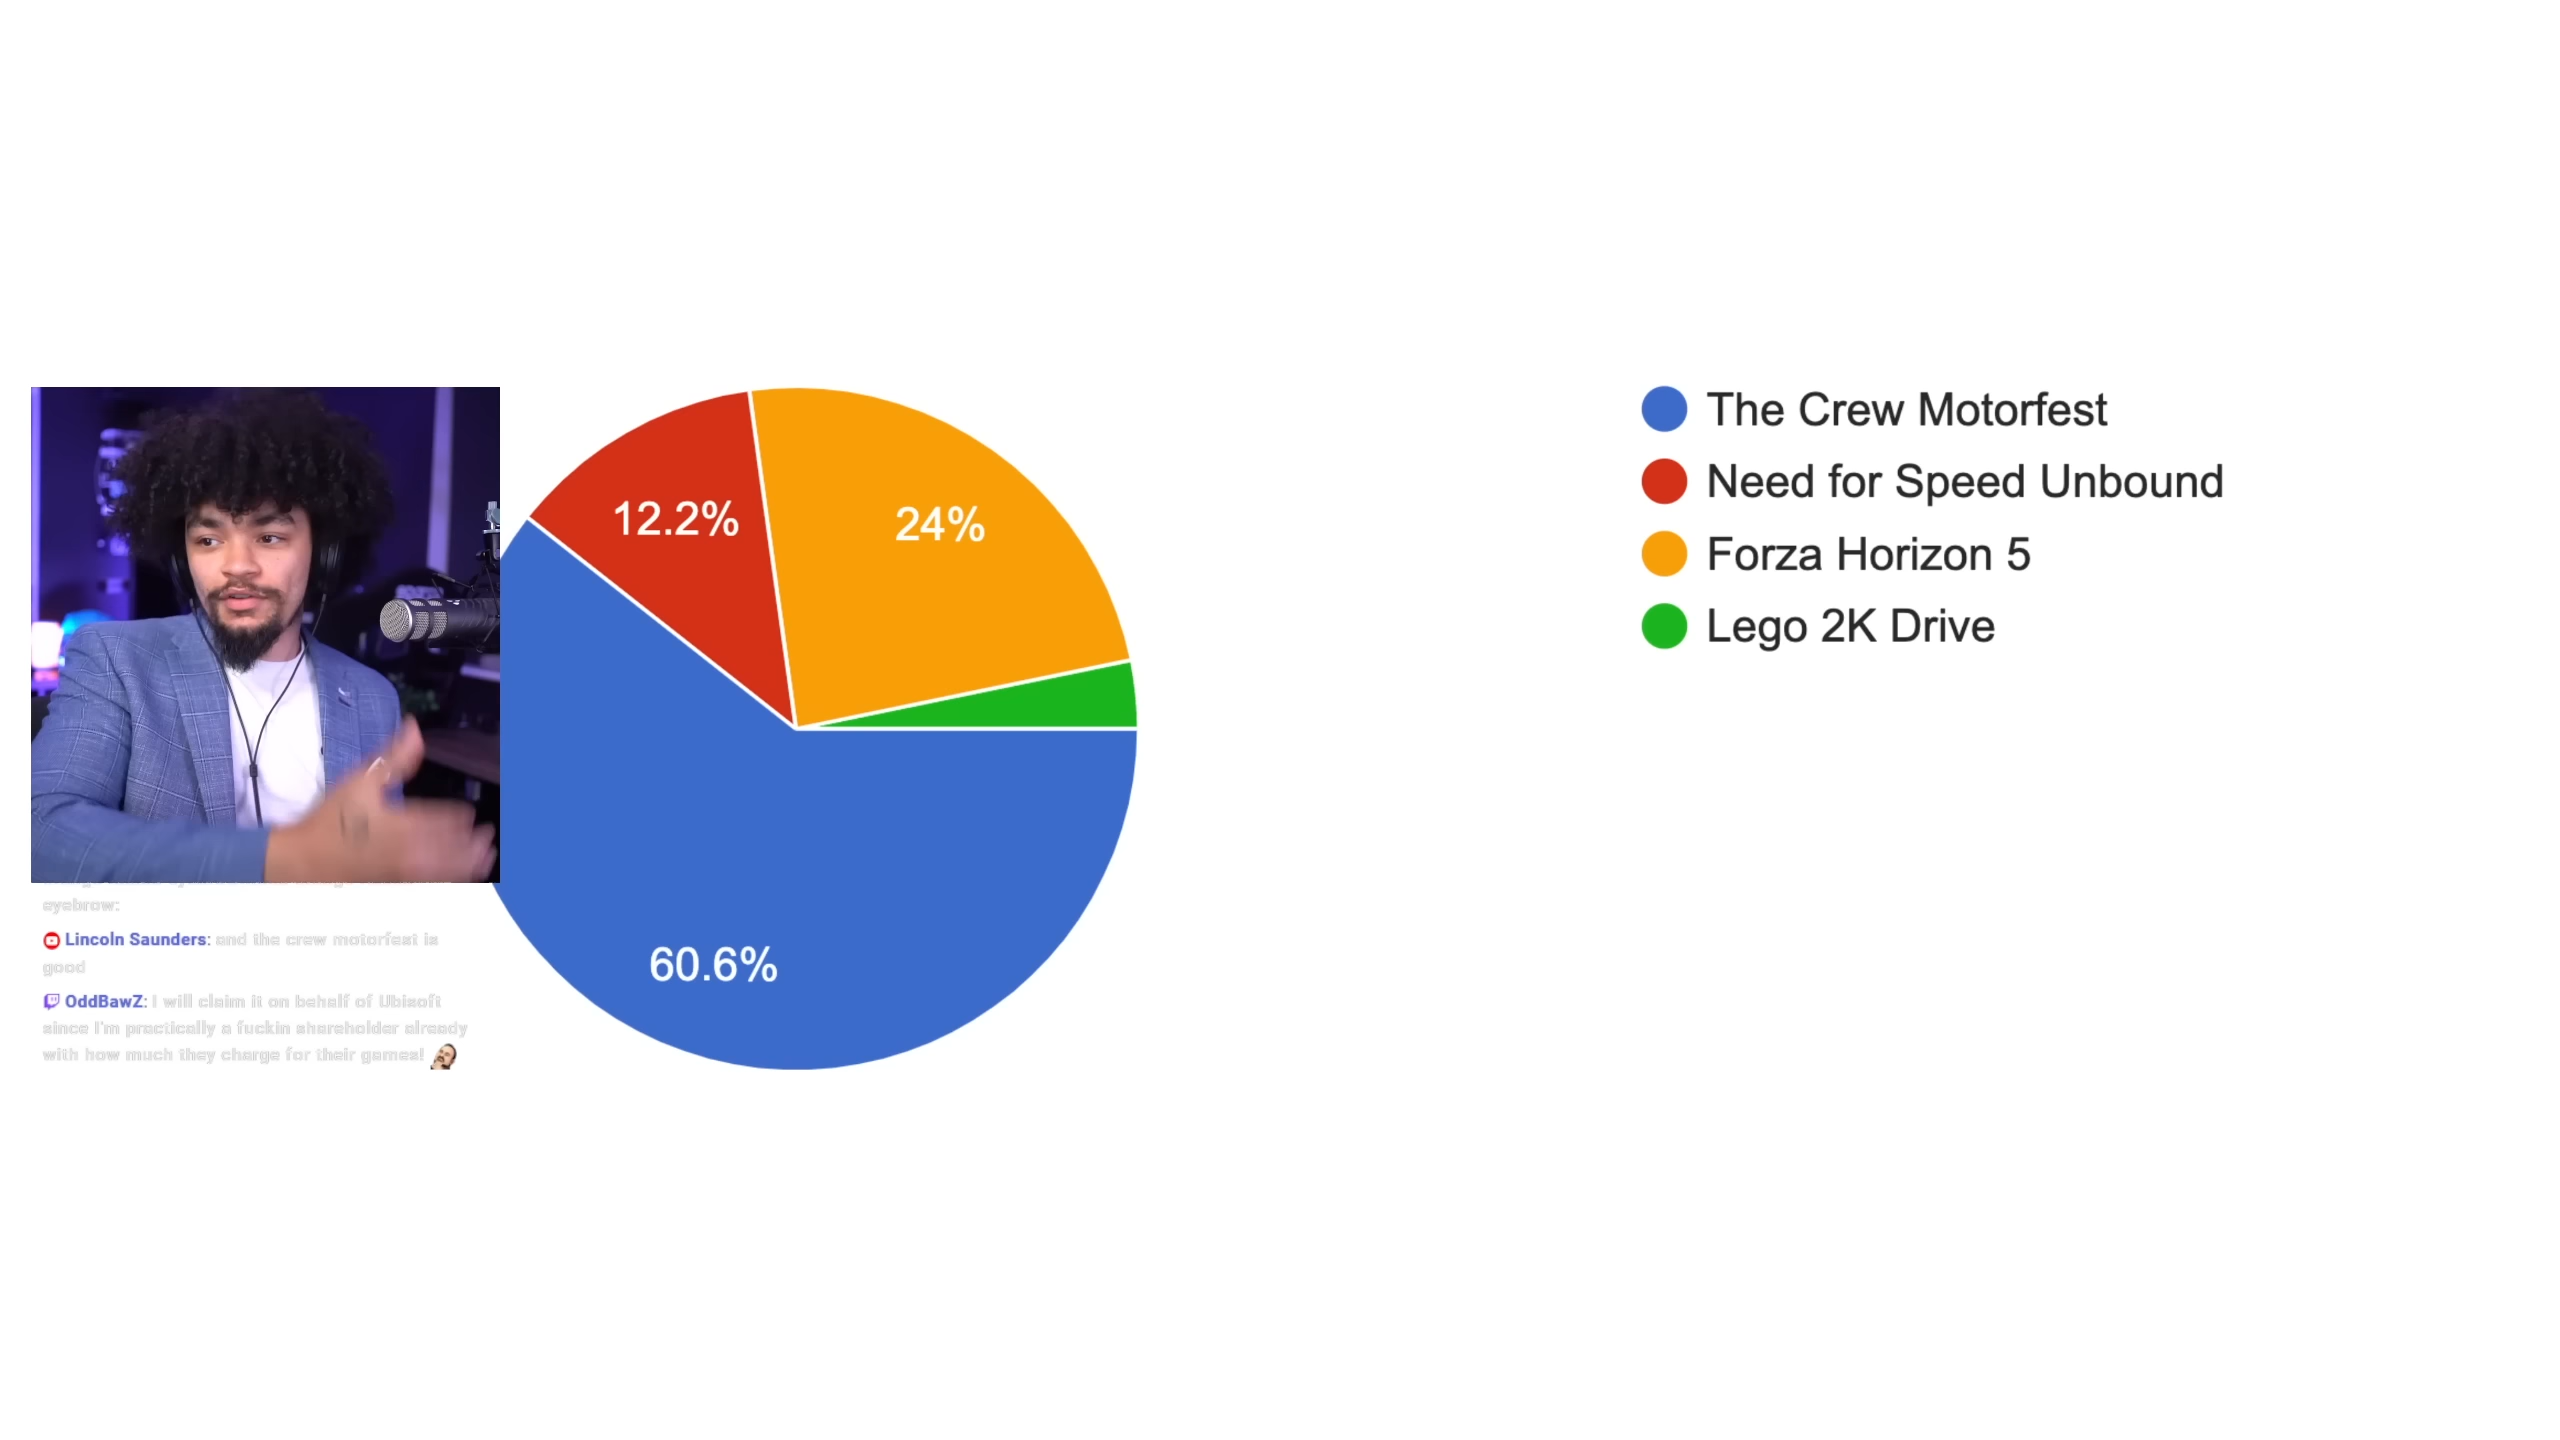 12.2%
24%
60.6%
The Crew Motorfest
Need for Speed Unbound
Forza Horizon 5
Lego 2K Drive
eyebrow:
Lincoln Saunders: and the crew motorfest is
good
OddBawZ: I will claim it on behalf of Ubisoft
since I'm practically a fuckin shareholder already
with how much they charge for their games!